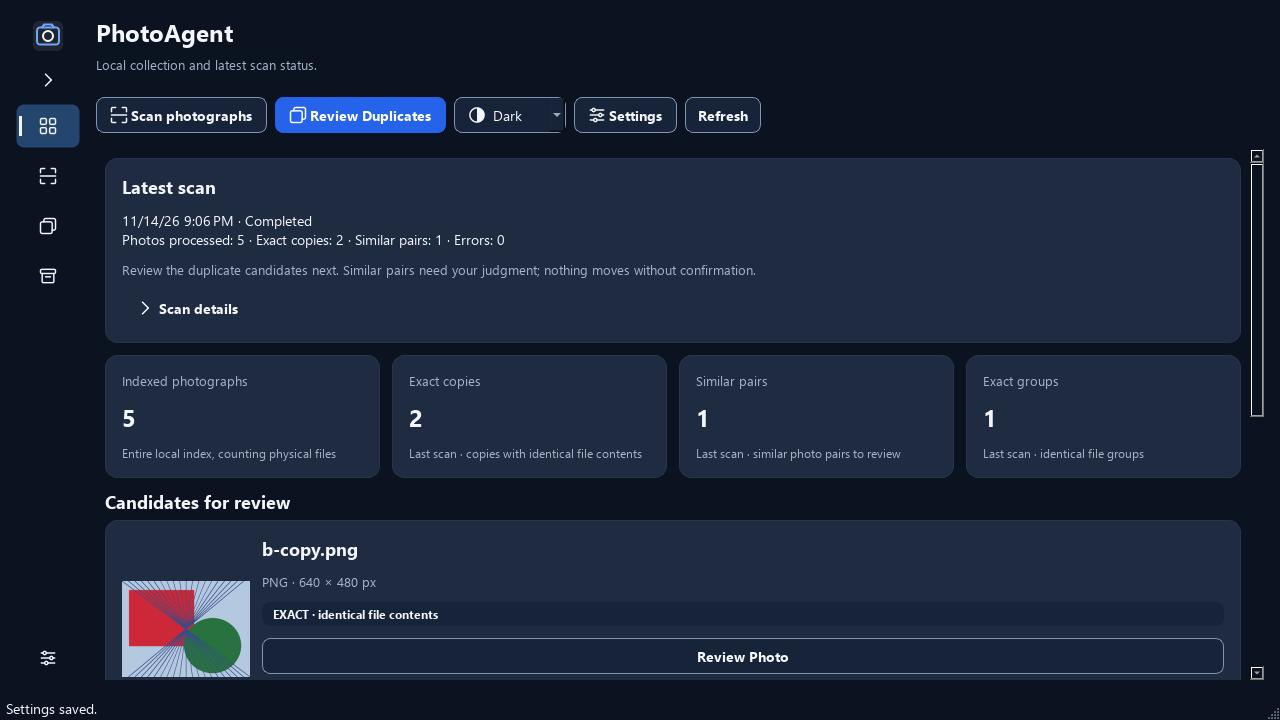 PhotoAgent
Local collection and latest scan status.
Scan photographs
Review Duplicates
Dark
Settings
Refresh
Latest scan
11/14/26 9:06 PM · Completed
Photos processed: 5 · Exact copies: 2 · Similar pairs: 1 · Errors: 0
Review the duplicate candidates next. Similar pairs need your judgment; nothing moves without confirmation.
Scan details
Indexed photographs
5
Entire local index, counting physical files
Exact copies
2
Last scan · copies with identical file contents
Similar pairs
1
Last scan · similar photo pairs to review
Exact groups
1
Last scan · identical file groups
Candidates for review
b-copy.png
PNG · 640 × 480 px
EXACT · identical file contents
Review Photo
Settings saved.